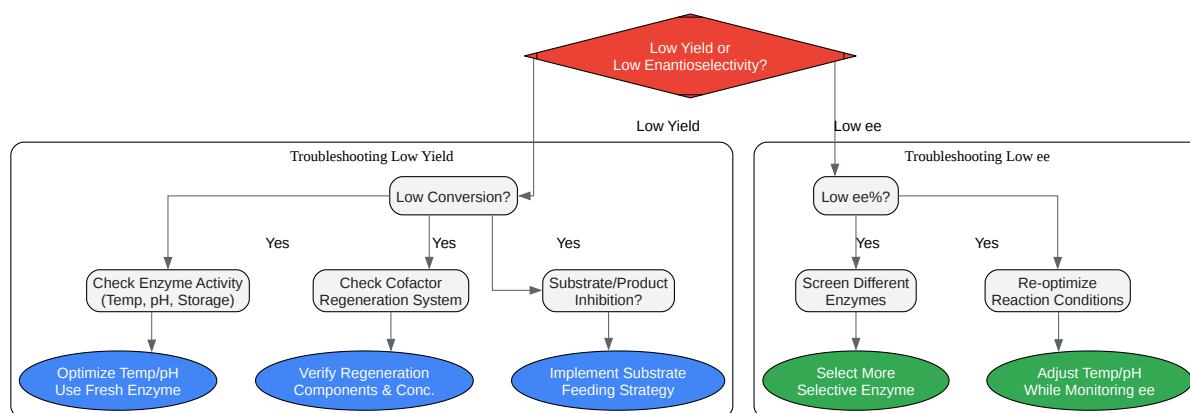 Low Yield or
Low Enantioselectivity?
Low Yield
Low ee
Troubleshooting Low Yield
Troubleshooting Low ee
Low Conversion?
Low ee%?
Yes
Yes
Yes
Yes
Yes
Check Enzyme Activity
(Temp, pH, Storage)
Check Cofactor
Regeneration System
Substrate/Product
Inhibition?
Screen Different
Enzymes
Re-optimize
Reaction Conditions
Optimize Temp/pH
Use Fresh Enzyme
Verify Regeneration
Components & Conc.
Implement Substrate
Feeding Strategy
Select More
Selective Enzyme
Adjust Temp/pH
While Monitoring ee